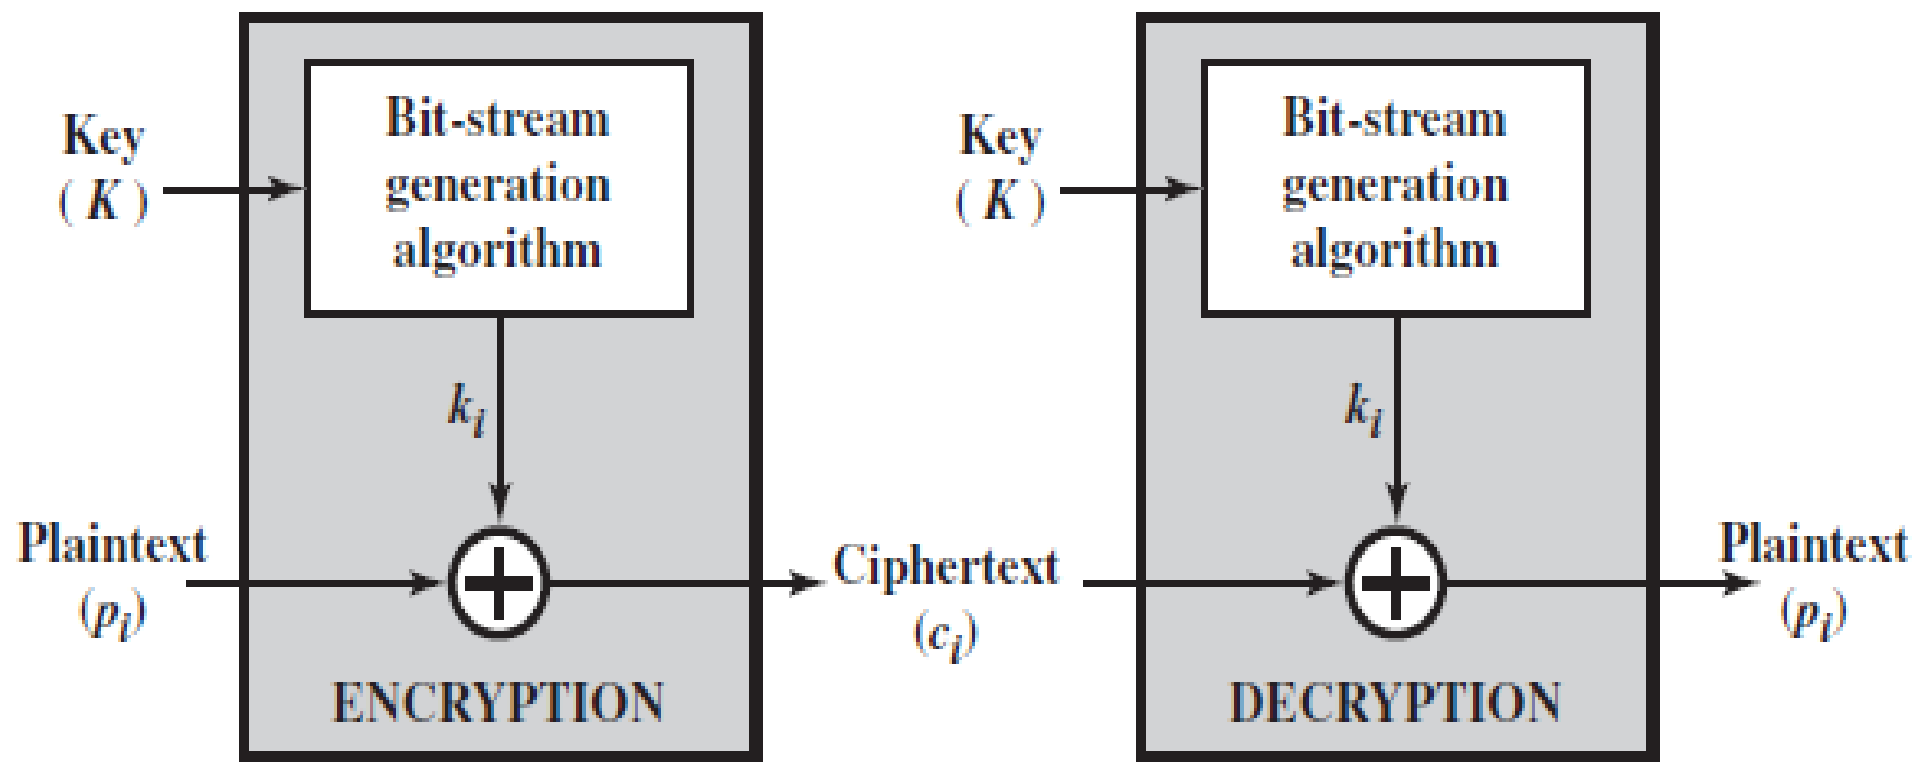 Key
( K )
Bit-stream
generation
algorithm
k_i
Plaintext
(p_i)
ENCRYPTION
Ciphertext
(c_i)
Key
( K )
Bit-stream
generation
algorithm
k_i
Plaintext
(p_i)
DECRYPTION